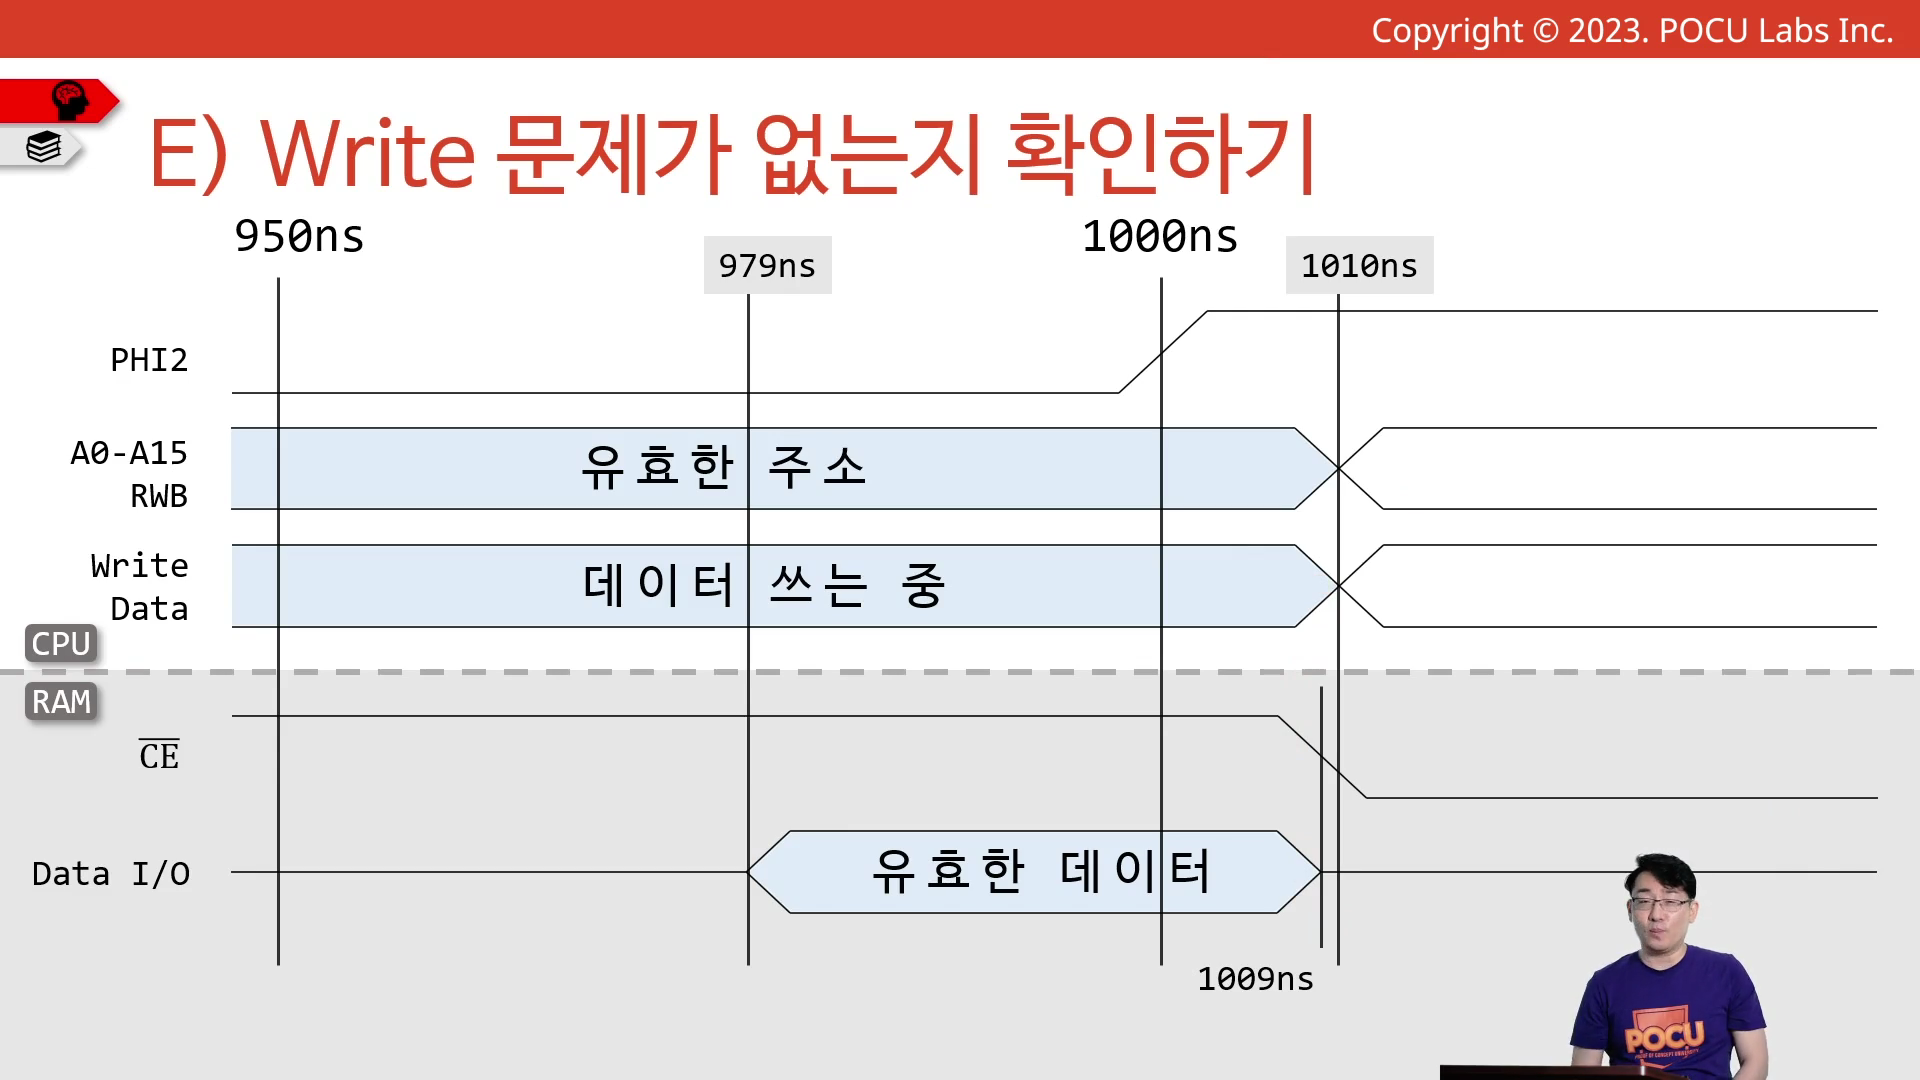 Copyright © 2023. POCU Labs Inc.
E) Write 문제가 없는지 확인하기
950ns
979ns
1000ns
1010ns
PHI2
A0-A15
RWB
유효한 주소
Write
Data
데이터 쓰는 중
CPU
RAM
C̅E̅
Data I/O
유효한 데이터
1009ns
POCU